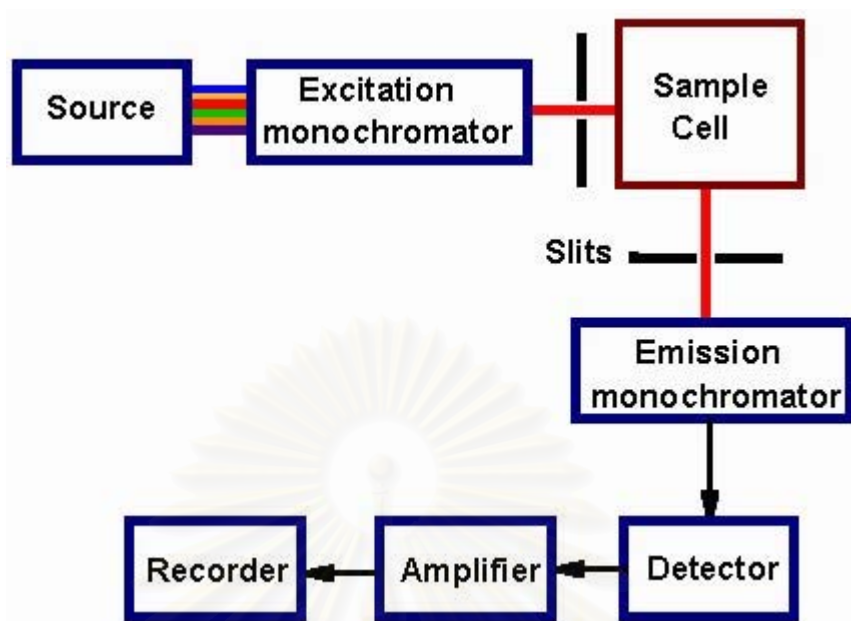 Source
Excitation
monochromator
Sample
Cell
Slits
Emission
monochromator
Detector
Amplifier
Recorder